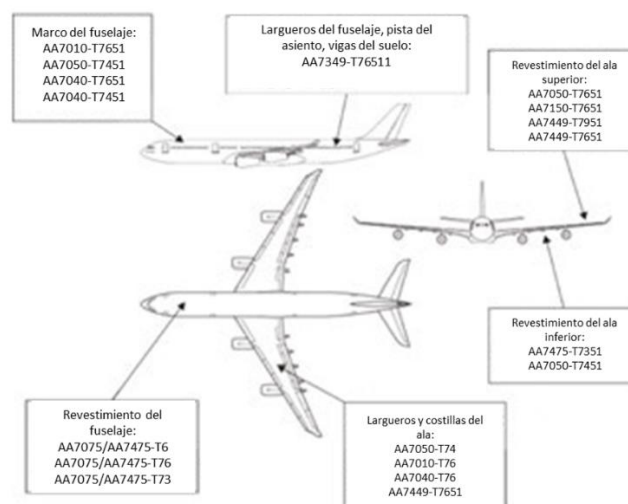 Marco del fuselaje:
AA7010-T7651
AA7050-T7451
AA7040-T7651
AA7040-T7451
Largueros del fuselaje, pista del
asiento, vigas del suelo:
AA7349-T76511
Revestimiento del ala
superior:
AA7050-T7651
AA7150-T7651
AA7449-T7951
AA7449-T7651
Revestimiento del ala
inferior:
AA7475-T7351
AA7050-T7451
Revestimiento del
fuselaje:
AA7075/AA7475-T6
AA7075/AA7475-T76
AA7075/AA7475-T73
Largueros y costillas del
ala:
AA7050-T74
AA7010-T76
AA7040-T76
AA7449-T7651